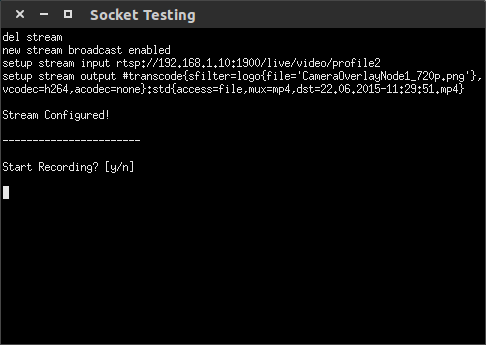 Socket Testing
del stream
new stream broadcast enabled
setup stream input rtsp://192.168.1.10:1900/live/video/profile2
setup stream output #transcode{sfilter=logo{file='CameraOverlayNode1_720p.png'},
vcodec=h264,acodec=none}:std{access=file,mux=mp4,dst=22.06.2015-11:29:51.mp4}
Stream Configured!
-----------------------
Start Recording? [y/n]